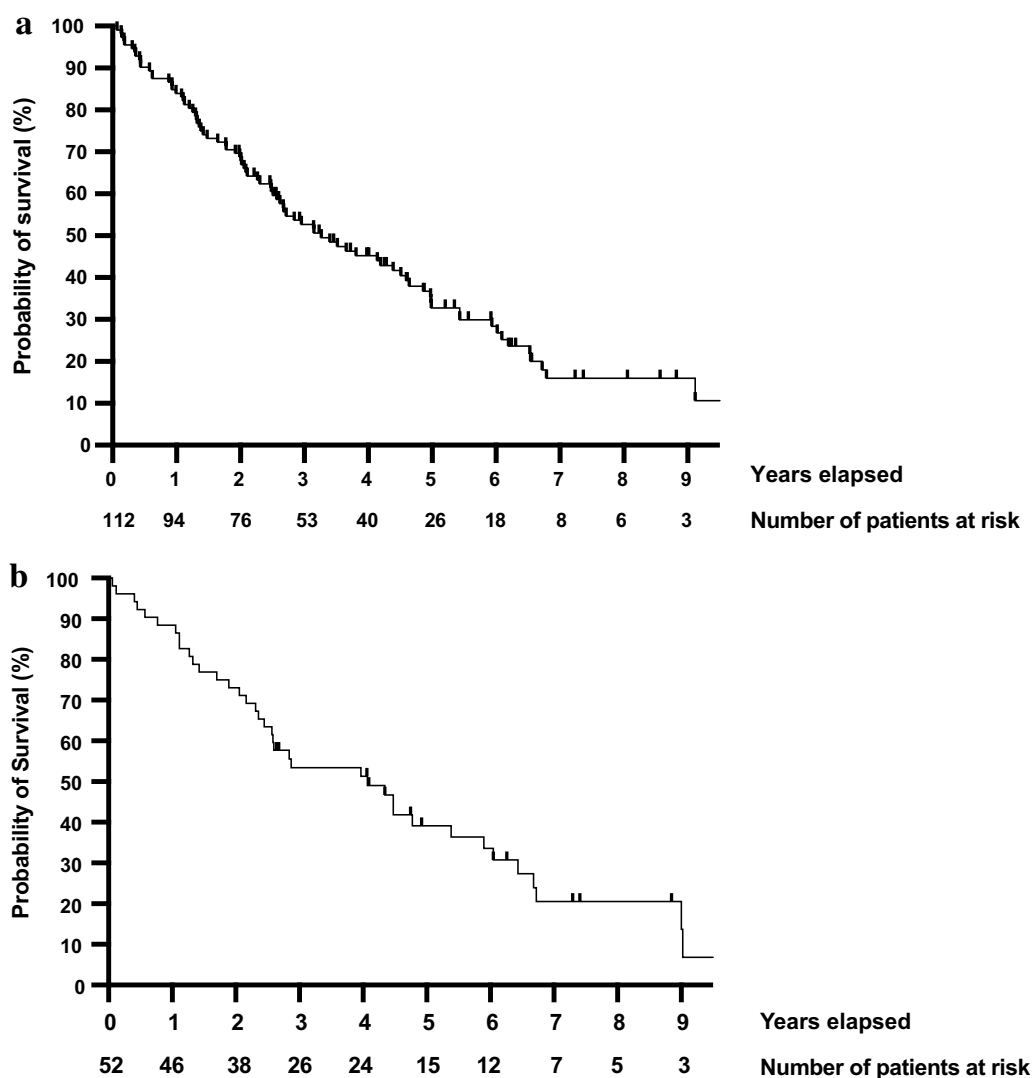 a
Probability of survival (%)
100
90
80
70
60
50
40
30
20
10
0
0 1 2 3 4 5 6 7 8 9 Years elapsed
112 94 76 53 40 26 18 8 6 3 Number of patients at risk
b
Probability of Survival (%)
100
90
80
70
60
50
40
30
20
10
0
0 1 2 3 4 5 6 7 8 9 Years elapsed
52 46 38 26 24 15 12 7 5 3 Number of patients at risk